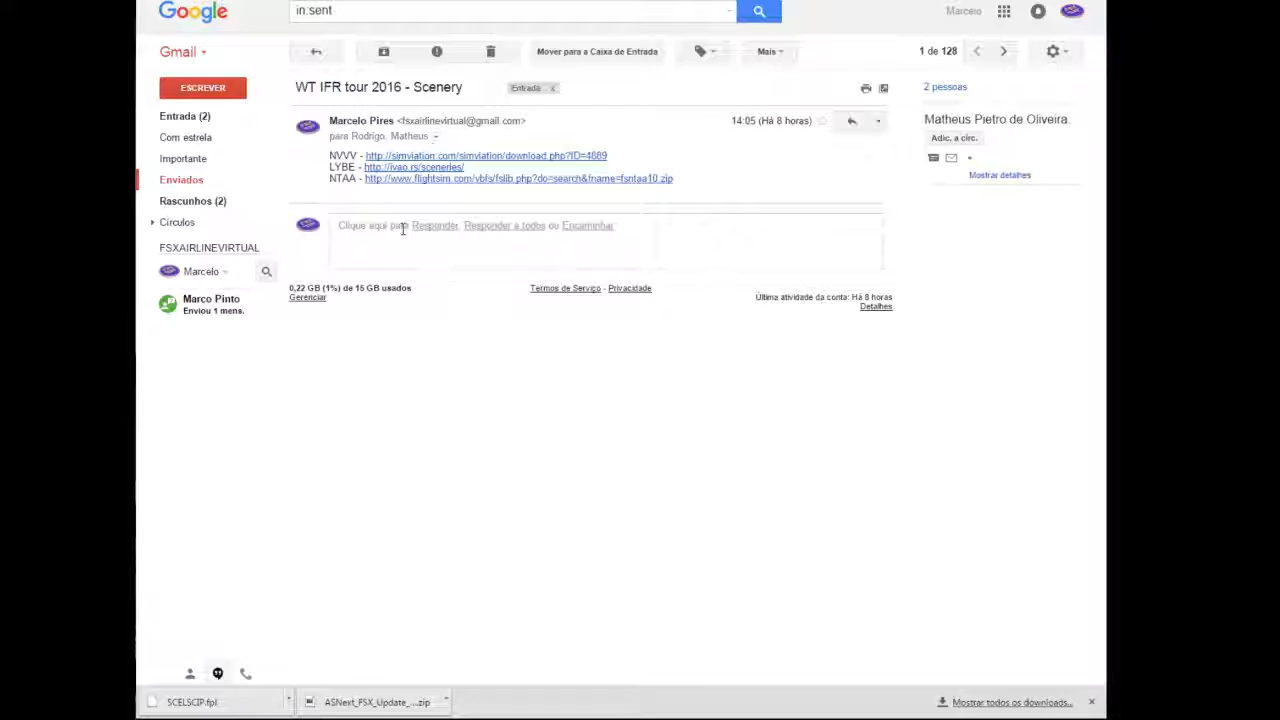 Google
in:sent
Marcelo
Gmail
Mover para a Caixa de Entrada
Mais
1 de 128
ESCREVER
WT IFR tour 2016 - Scenery
Entrada
x
2 pessoas
Entrada (2)
Com estrela
Importante
Enviados
Rascunhos (2)
Círculos
Marcelo Pires <fsxairlinevirtual@gmail.com>
14:05 (Há 8 horas)
para Rodrigo, Matheus
Matheus Pietro de Oliveira.
Adic. a círc.
Mostrar detalhes
NVVV - http://simviation.com/simviation/download.php?ID=4889
LYBE - http://ivao.rs/sceneries/
NTAA - http://www.flightsim.com/vbfs/fslib.php?do=search&fname=fsntaa10.zip
Clique aqui para Responder, Responder a todos ou Encaminhar
FSXAIRLINEVIRTUAL
Marcelo
Marco Pinto
Enviou 1 mens.
0,22 GB (1%) de 15 GB usados
Gerenciar
Termos de Serviço - Privacidade
Última atividade da conta: Há 8 horas
Detalhes
SCELSCIP.fpl
ASNext_FSX_Update_....zip
Mostrar todos os downloads...